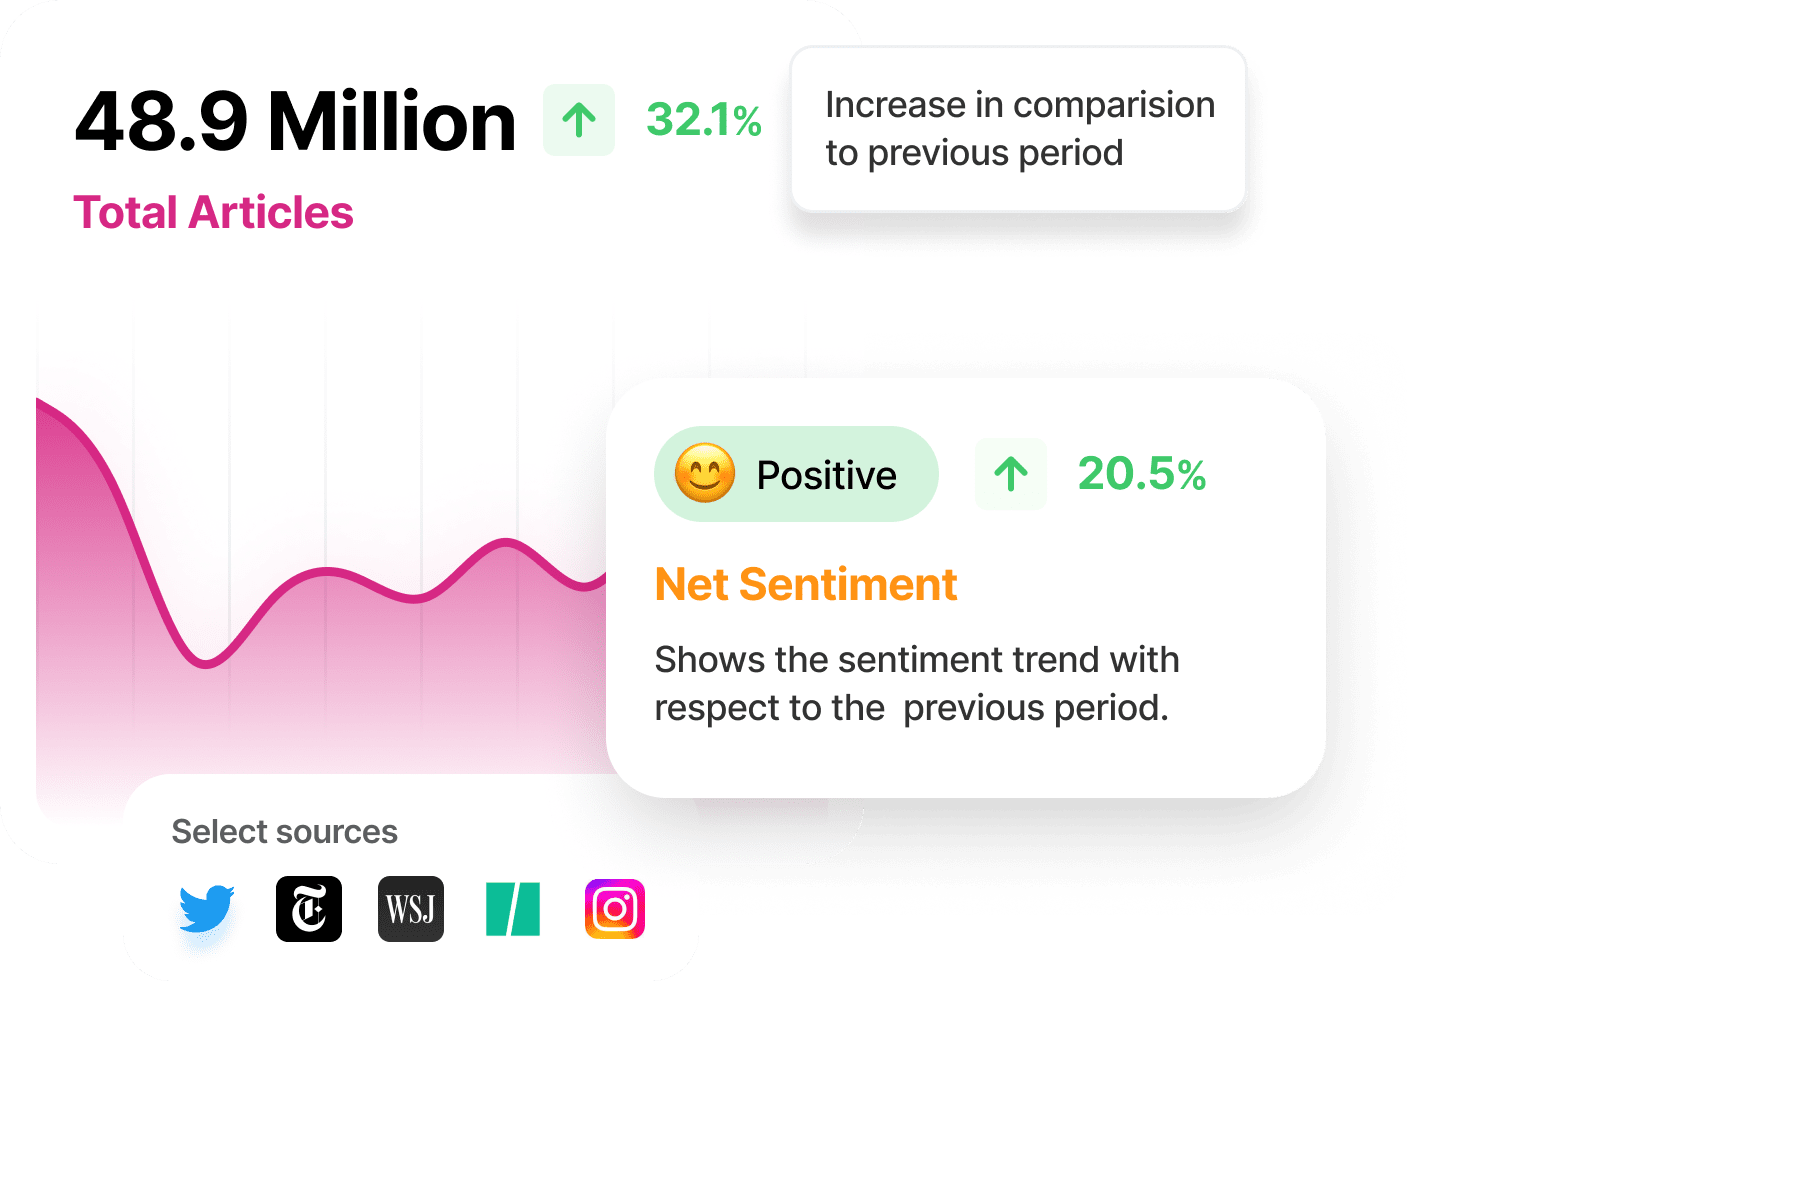 48.9 Million
32.1%
Increase in comparision
to previous period
Total Articles
Positive
20.5%
Net Sentiment
Shows the sentiment trend with
respect to the  previous period.
Select sources
T
WSJ